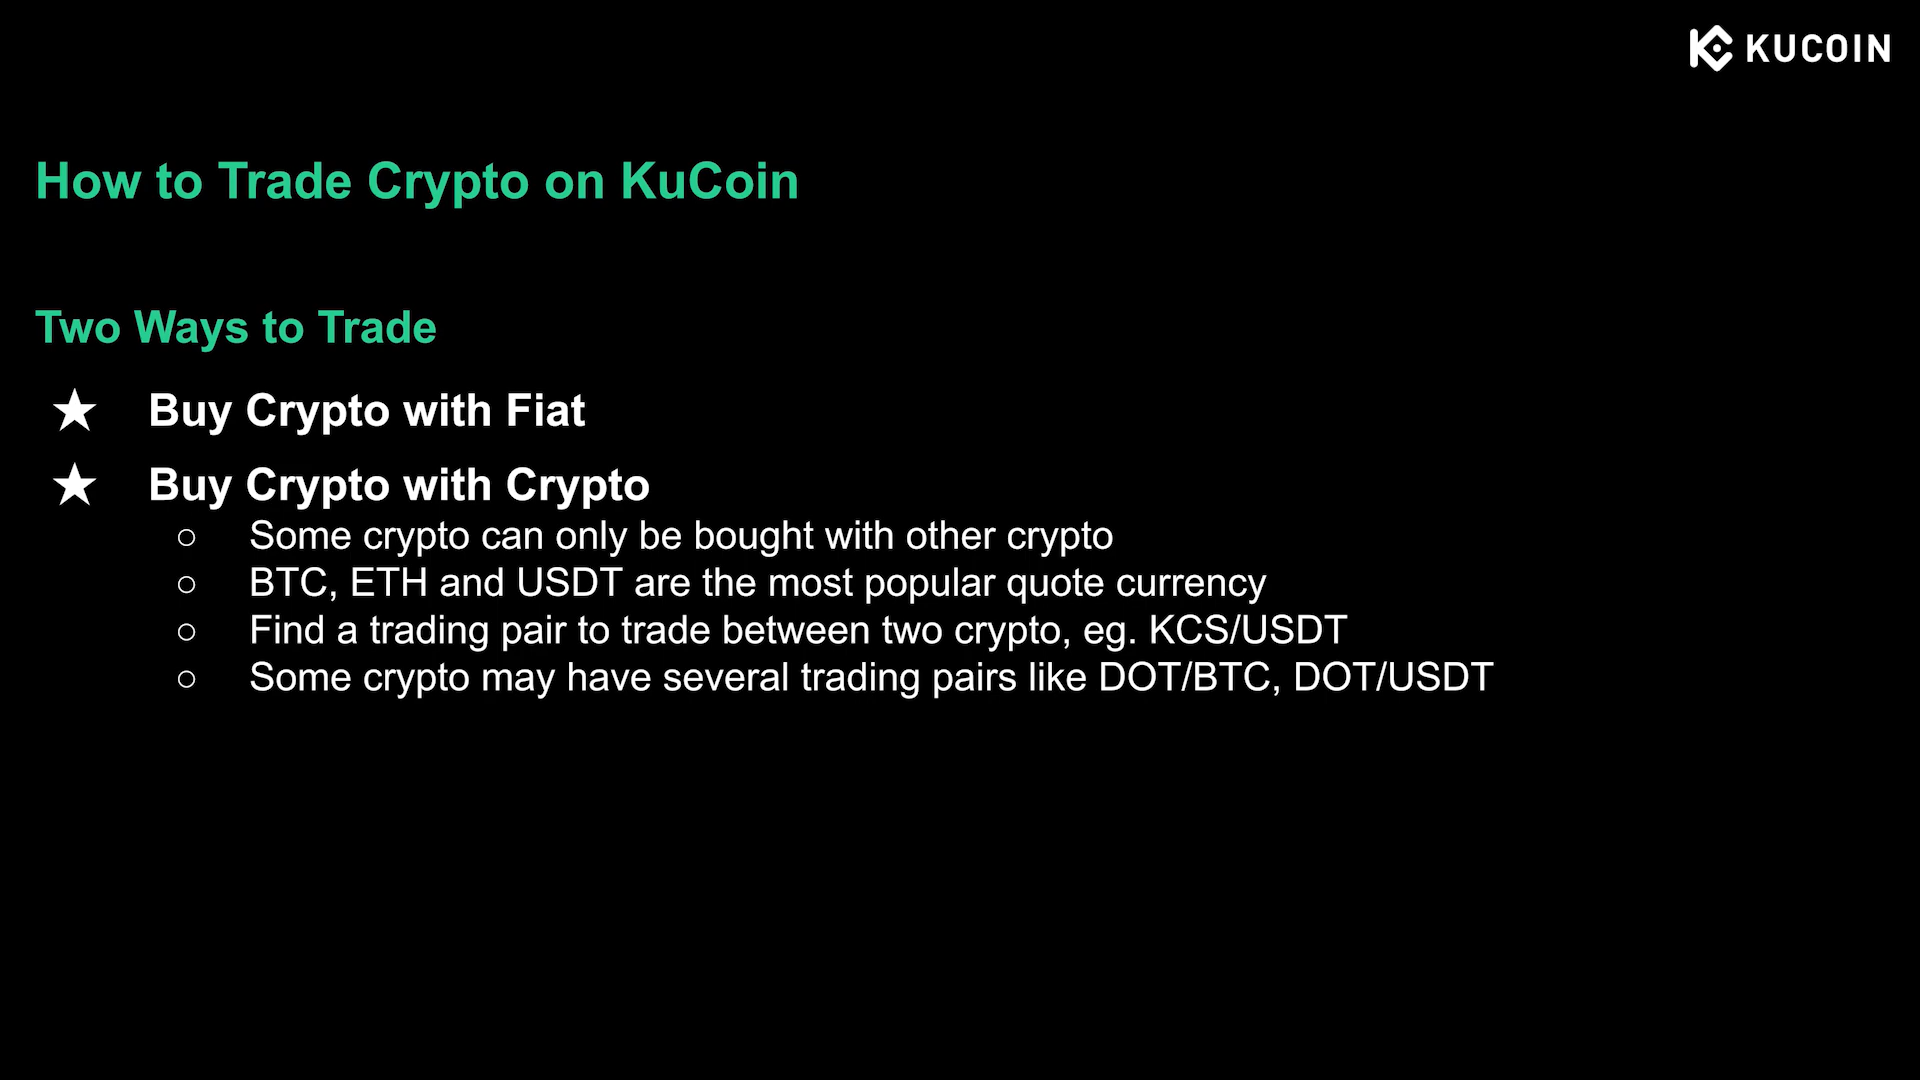 KUCOIN
How to Trade Crypto on KuCoin
Two Ways to Trade
★ Buy Crypto with Fiat
★ Buy Crypto with Crypto
○ Some crypto can only be bought with other crypto
○ BTC, ETH and USDT are the most popular quote currency
○ Find a trading pair to trade between two crypto, eg. KCS/USDT
○ Some crypto may have several trading pairs like DOT/BTC, DOT/USDT